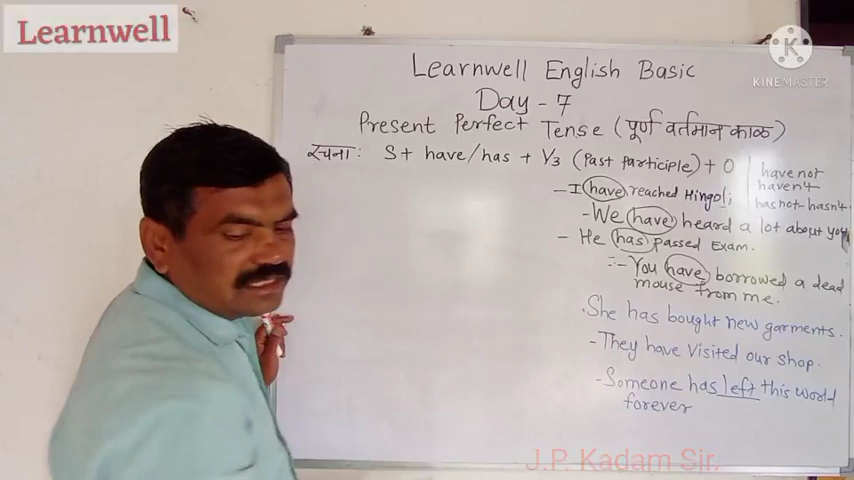 Learnwell
KINEMASTER
Learnwell English Basic
Day - 7
Present Perfect Tense (पूर्ण वर्तमान काळ)
रचना: S + have/has + V3 (Past participle) + O
have not
haven't
has not - hasn't
- I have reached Hingoli
- We have heard a lot about you
- He has passed Exam.
:- You have borrowed a dead
mouse from me.
. She has bought new garments.
- They have visited our shop.
- Someone has left this world
forever
J.P. Kadam Sir.